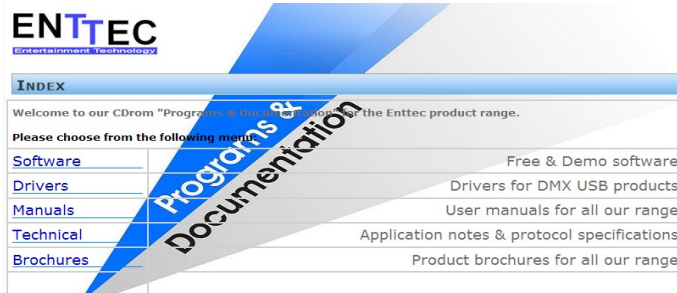 ENTTEC
Entertainment Technology
INDEX
Welcome to our CDrom "Programs & Documentation" for the Enttec product range.
Please choose from the following menu:
Programs &
Documentation
Software Free & Demo software
Drivers Drivers for DMX USB products
Manuals User manuals for all our range
Technical Application notes & protocol specifications
Brochures Product brochures for all our range